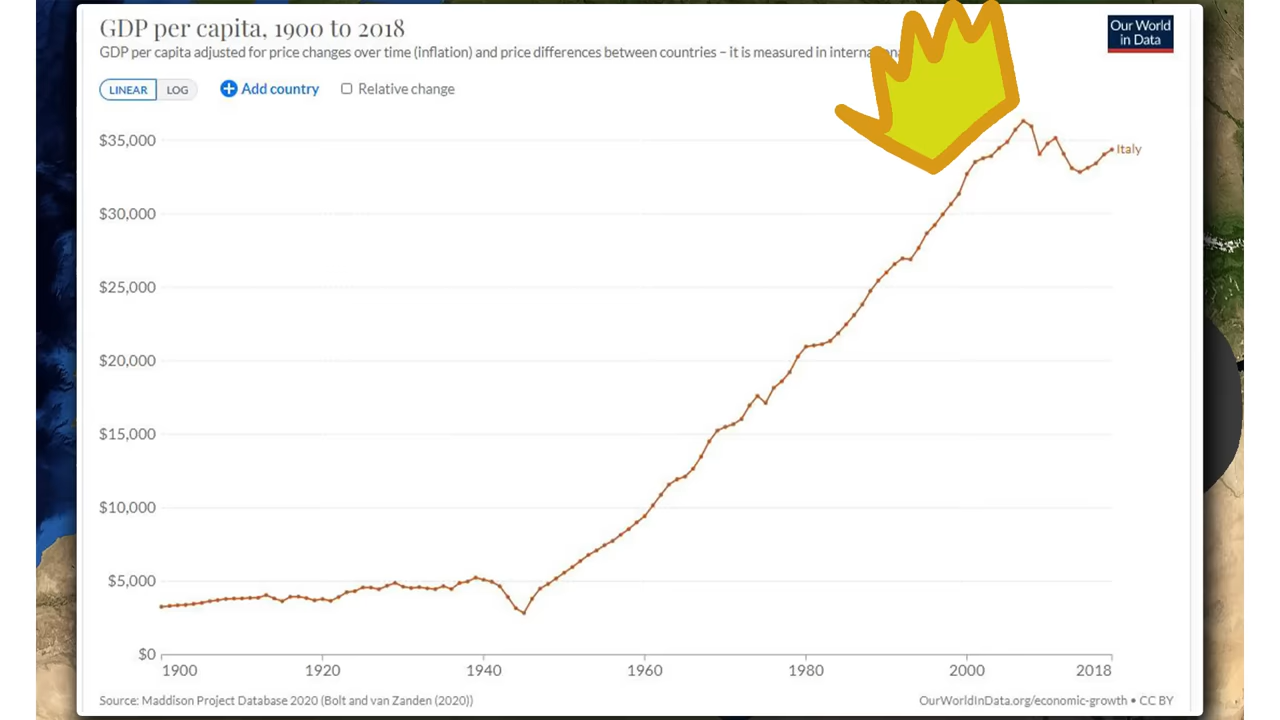 GDP per capita, 1900 to 2018
Our World
in Data
GDP per capita adjusted for price changes over time (inflation) and price differences between countries – it is measured in
LINEAR LOG Add country Relative change
$35,000
Italy
$30,000
$25,000
$20,000
$15,000
$10,000
$5,000
$0
1900 1920 1940 1960 1980 2000 2018
Source: Maddison Project Database 2020 (Bolt and van Zanden (2020)) OurWorldInData.org/economic-growth • CC BY